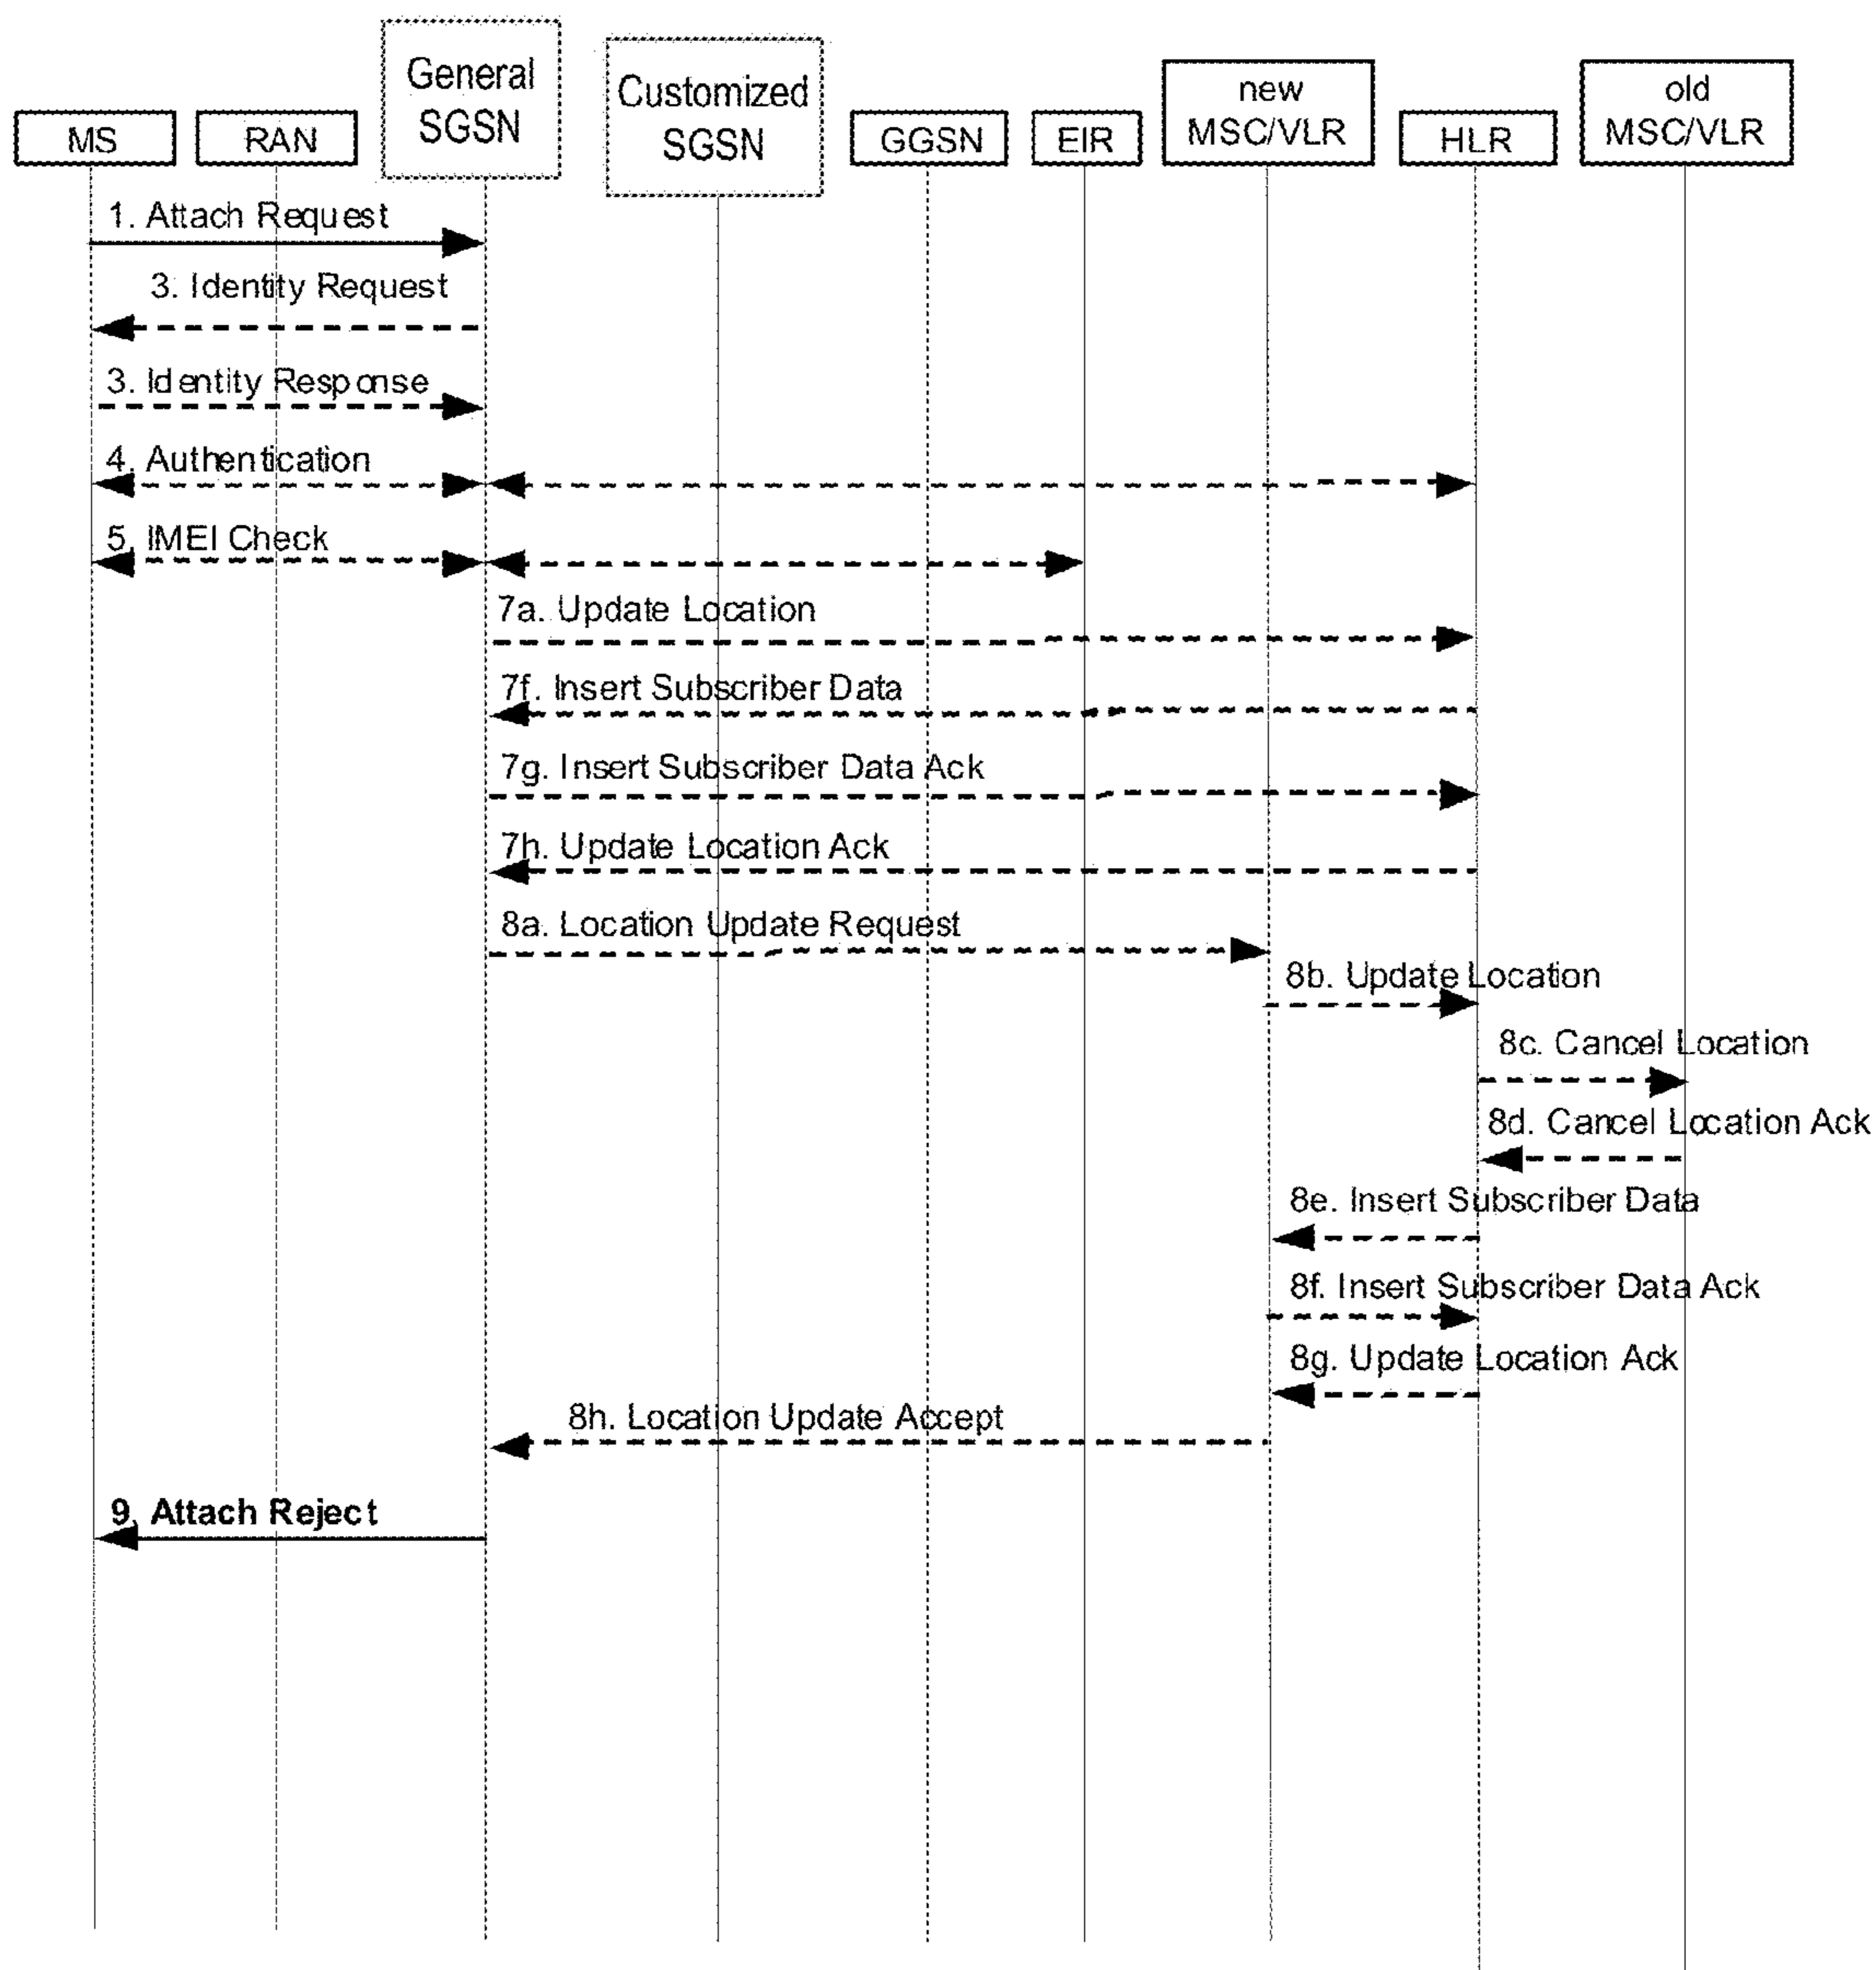 MS
RAN
General
SGSN
Customized
SGSN
GGSN
EIR
new
MSC/VLR
HLR
old
MSC/VLR
1. Attach Request
3. Identity Request
3. Identity Response
4. Authentication
5. IMEI Check
7a. Update Location
7f. Insert Subscriber Data
7g. Insert Subscriber Data Ack
7h. Update Location Ack
8a. Location Update Request
8b. Update Location
8c. Cancel Location
8d. Cancel Location Ack
8e. Insert Subscriber Data
8f. Insert Subscriber Data Ack
8g. Update Location Ack
8h. Location Update Accept
9. Attach Reject